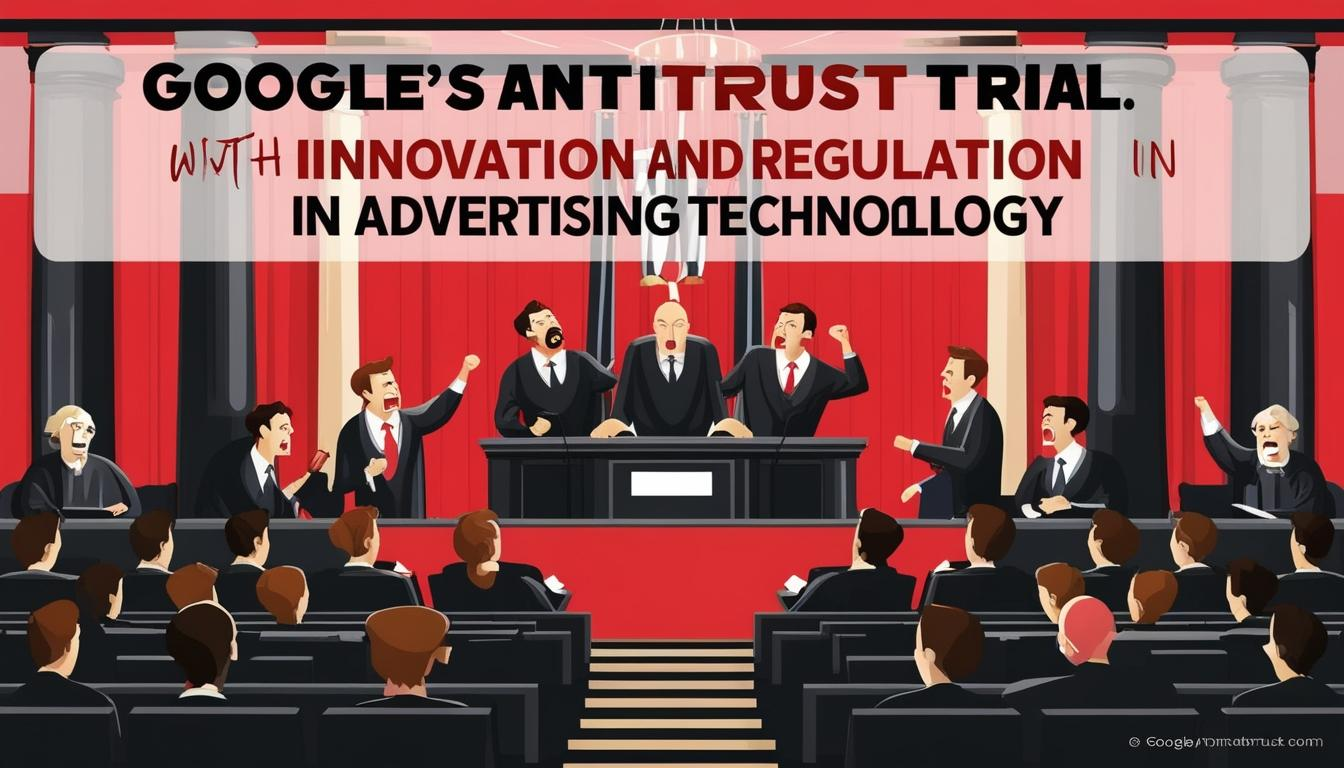 GOOGLE'S ANTITRUST TRIAL.
WITH IINNOVATION AND REGULATION IN
IN ADVERTISING TECHNOLLOGY
©